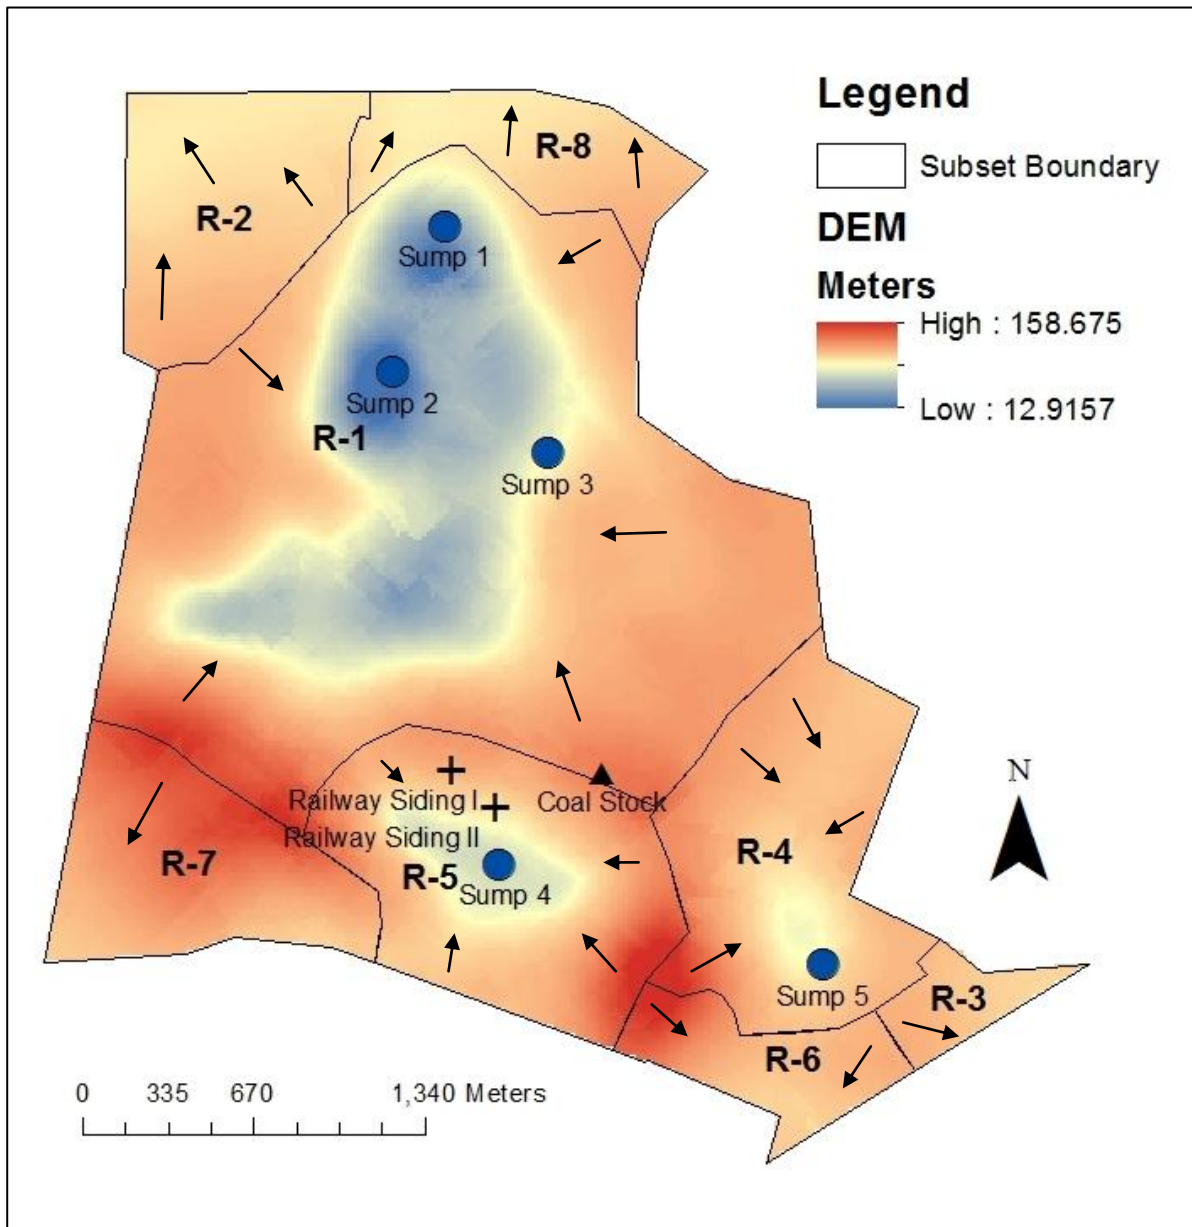 Legend
Subset Boundary
DEM
Meters
High : 158.675
Low : 12.9157
R-8
R-2
Sump 1
Sump 2
R-1
Sump 3
Railway Siding I
Coal Stock
Railway Siding II
R-4
R-7
R-5
Sump 4
N
Sump 5
R-3
R-6
0 335 670 1,340 Meters